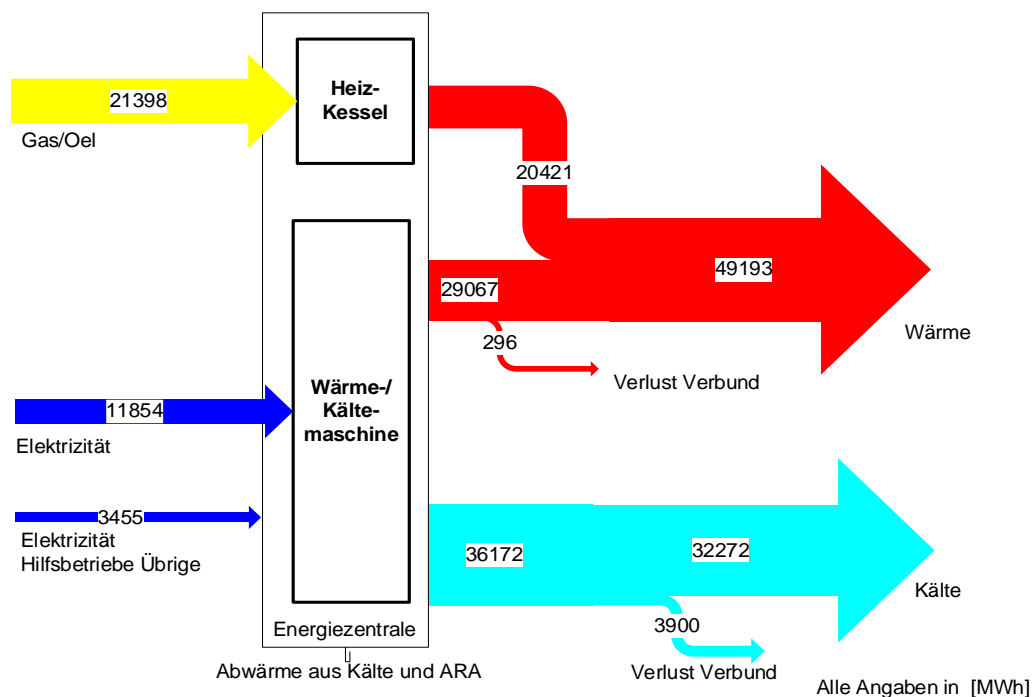 21398
Gas/Oel
Heiz-
Kessel
20421
49193
29067
Wärme
296
Verlust Verbund
Wärme-/
Kälte-
maschine
11854
Elektrizität
3455
Elektrizität
Hilfsbetriebe Übrige
36172
32272
Kälte
3900
Energiezentrale
Verlust Verbund
Abwärme aus Kälte und ARA
Alle Angaben in [MWh]